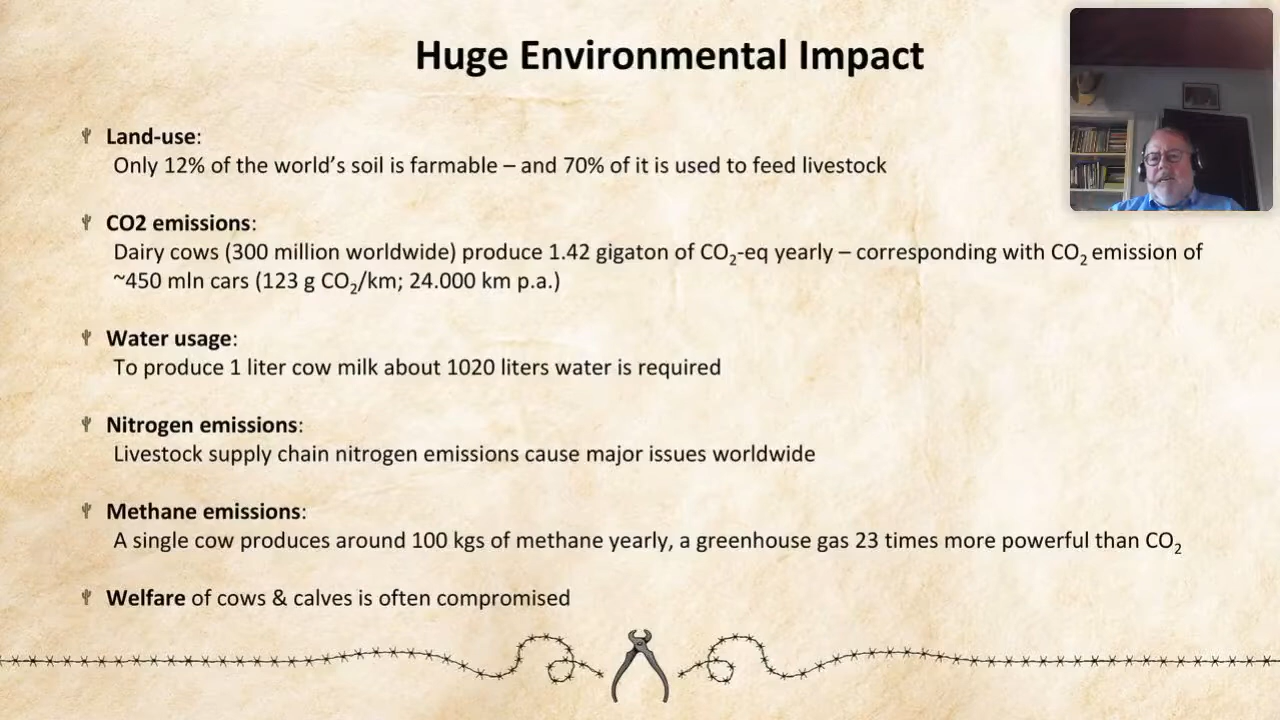 Huge Environmental Impact
Land-use:
Only 12% of the world’s soil is farmable – and 70% of it is used to feed livestock
CO2 emissions:
Dairy cows (300 million worldwide) produce 1.42 gigaton of CO₂-eq yearly – corresponding with CO₂ emission of
~450 mln cars (123 g CO₂/km; 24.000 km p.a.)
Water usage:
To produce 1 liter cow milk about 1020 liters water is required
Nitrogen emissions:
Livestock supply chain nitrogen emissions cause major issues worldwide
Methane emissions:
A single cow produces around 100 kgs of methane yearly, a greenhouse gas 23 times more powerful than CO₂
Welfare of cows & calves is often compromised